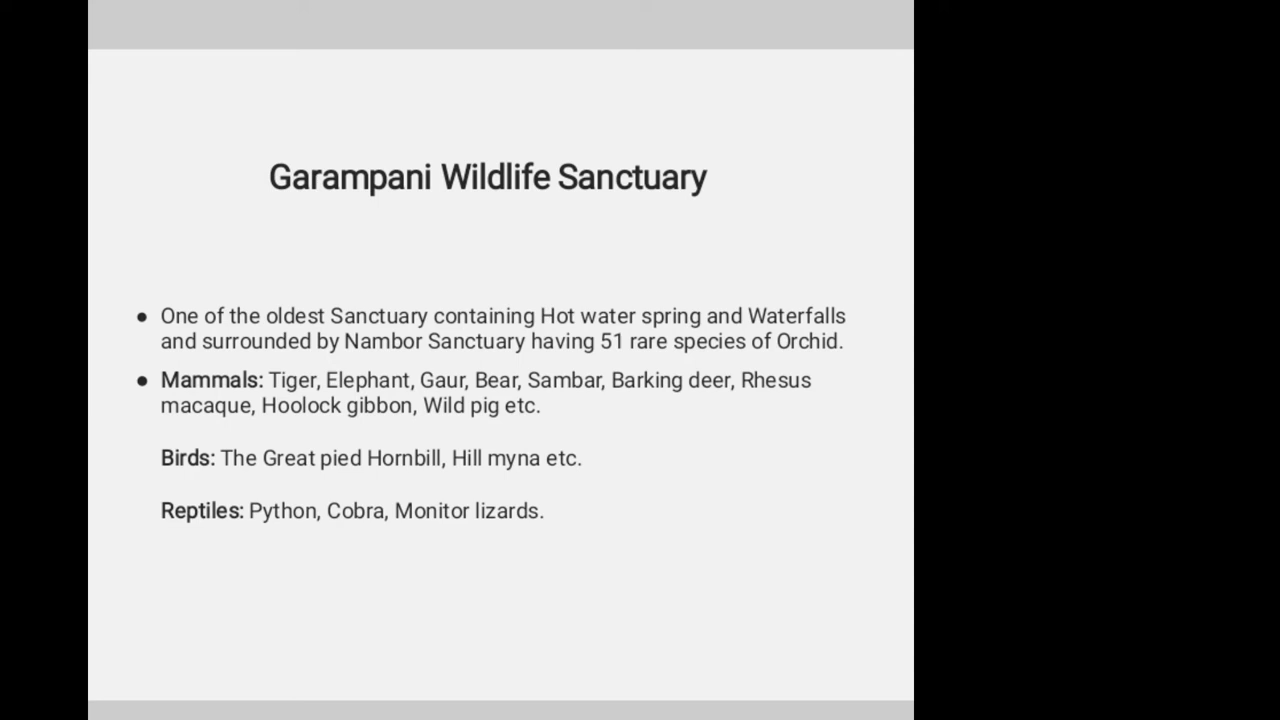 Garampani Wildlife Sanctuary
● One of the oldest Sanctuary containing Hot water spring and Waterfalls
and surrounded by Nambor Sanctuary having 51 rare species of Orchid.
● Mammals: Tiger, Elephant, Gaur, Bear, Sambar, Barking deer, Rhesus
macaque, Hoolock gibbon, Wild pig etc.
Birds: The Great pied Hornbill, Hill myna etc.
Reptiles: Python, Cobra, Monitor lizards.